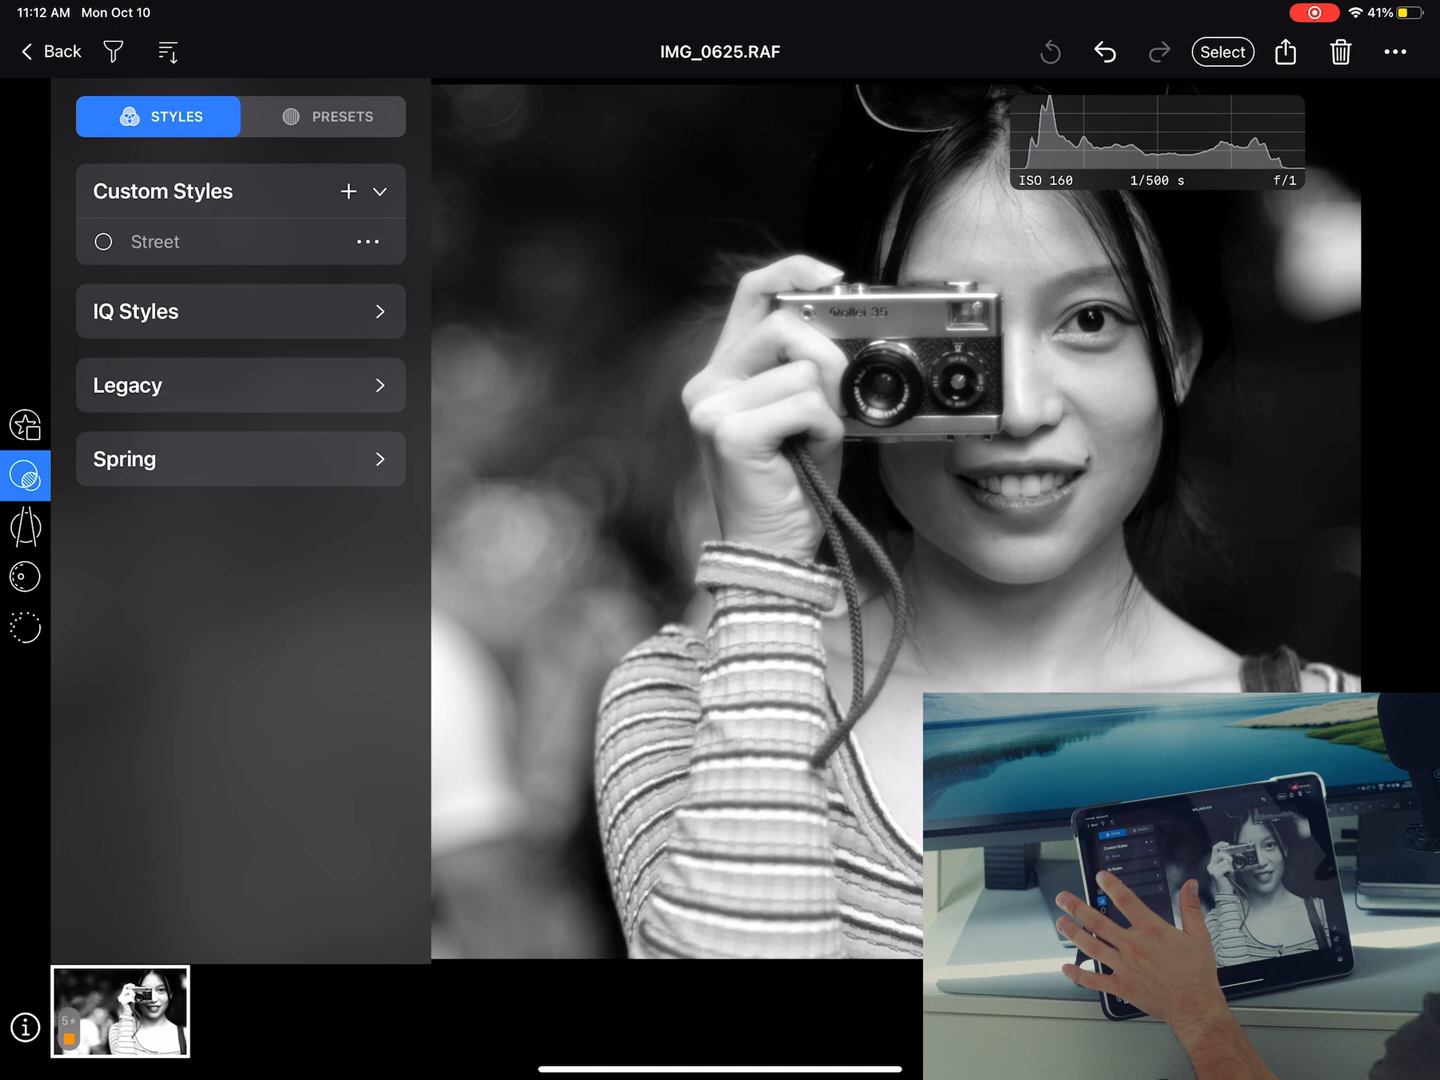 11:12 AM Mon Oct 10
41%
Back
IMG_0625.RAF
Select
STYLES
PRESETS
Custom Styles
Street
IQ Styles
Legacy
Spring
ISO 160 1/500 s f/1
Rollei 35
5★